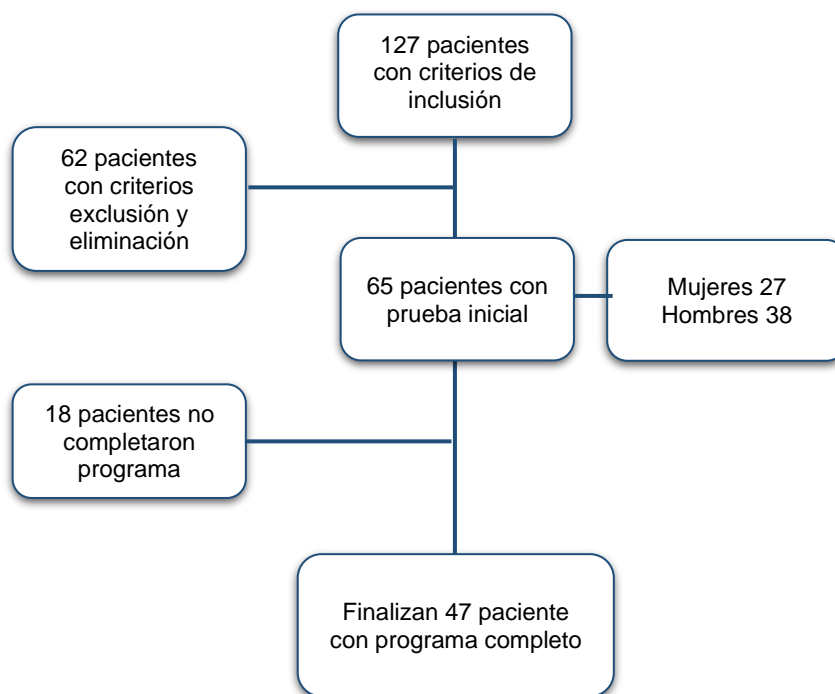 127 pacientes
con criterios de
inclusión
62 pacientes
con criterios
exclusión y
eliminación
65 pacientes con
prueba inicial
Mujeres 27
Hombres 38
18 pacientes no
completaron
programa
Finalizan 47 paciente
con programa completo